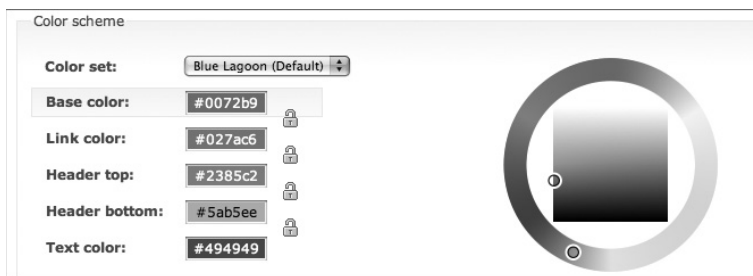 Color scheme
Color set: Blue Lagoon (Default)
Base color: #0072b9
Link color: #027ac6
Header top: #2385c2
Header bottom: #5ab5ee
Text color: #494949